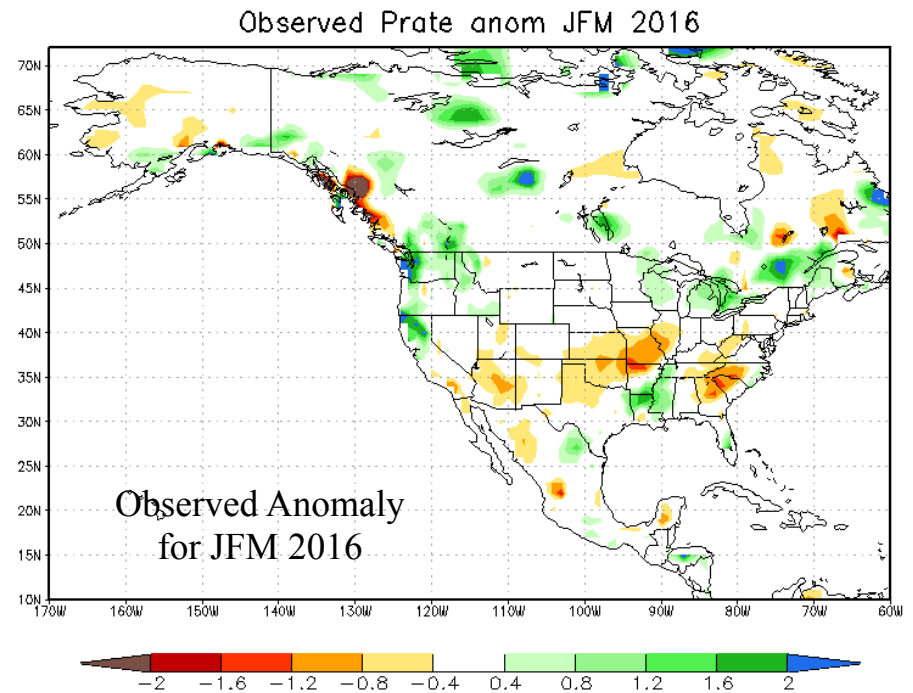 Observed Prate anom JFM 2016
70N
65N
60N
55N
50N
45N
40N
35N
30N
25N
20N
15N
10N
Observed Anomaly
for JFM 2016
170W 160W 150W 140W 130W 120W 110W 100W 90W 80W 70W 60W
-2 -1.6 -1.2 -0.8 -0.4 0.4 0.8 1.2 1.6 2